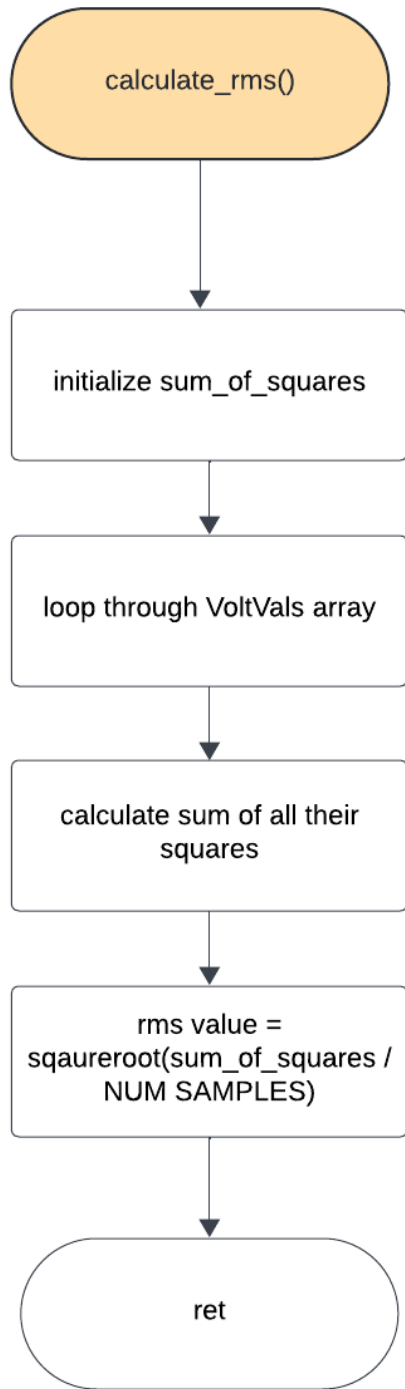 calculate_rms()
initialize sum_of_squares
loop through VoltVals array
calculate sum of all their
squares
rms value =
sqaureroot(sum_of_squares /
NUM SAMPLES)
ret